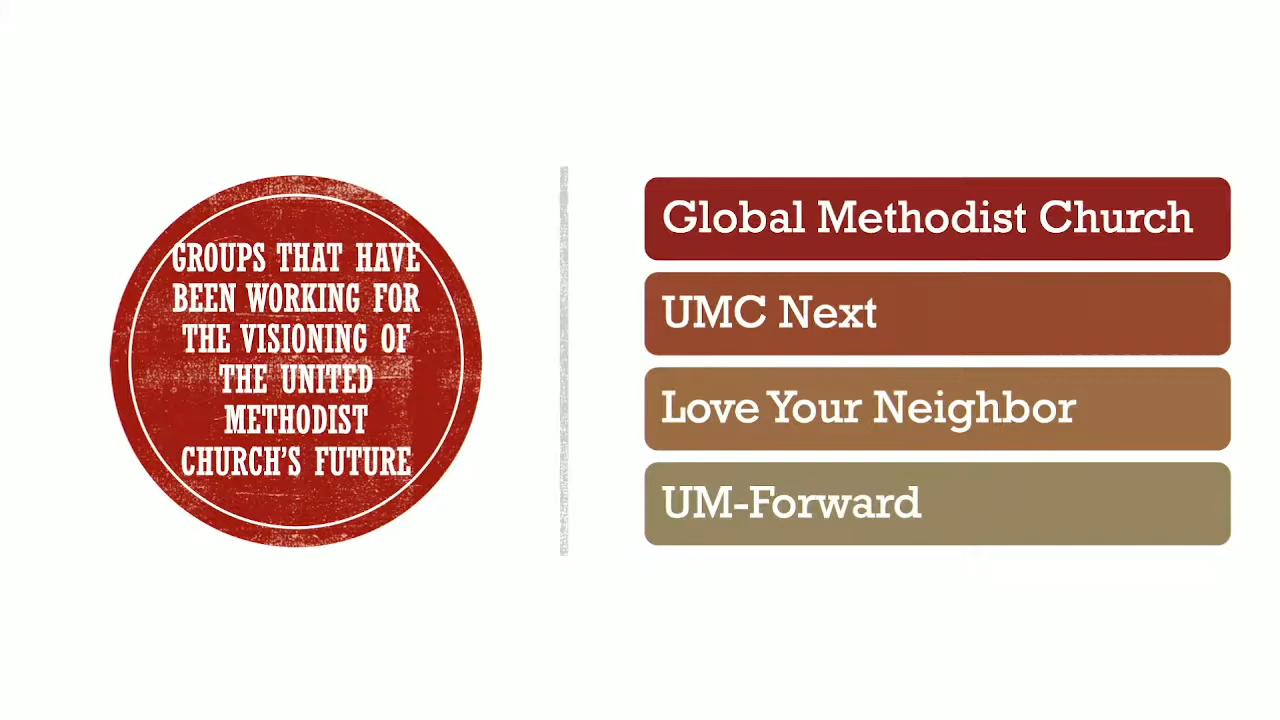 GROUPS THAT HAVE
BEEN WORKING FOR
THE VISIONING OF
THE UNITED
METHODIST
CHURCH'S FUTURE
Global Methodist Church
UMC Next
Love Your Neighbor
UM-Forward